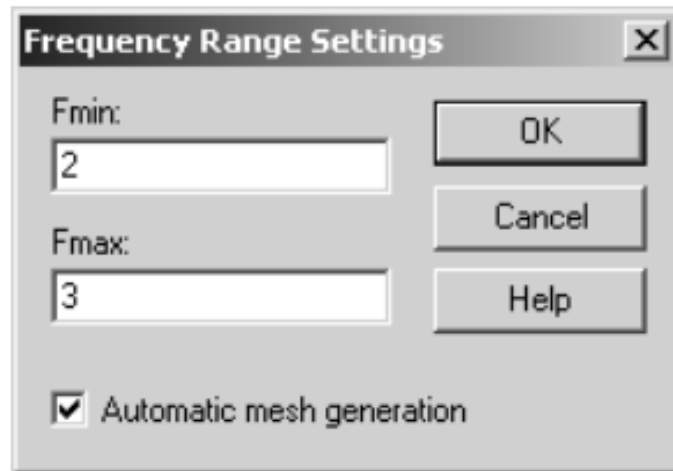 Frequency Range Settings
Fmin:
2
Fmax:
3
OK
Cancel
Help
Automatic mesh generation